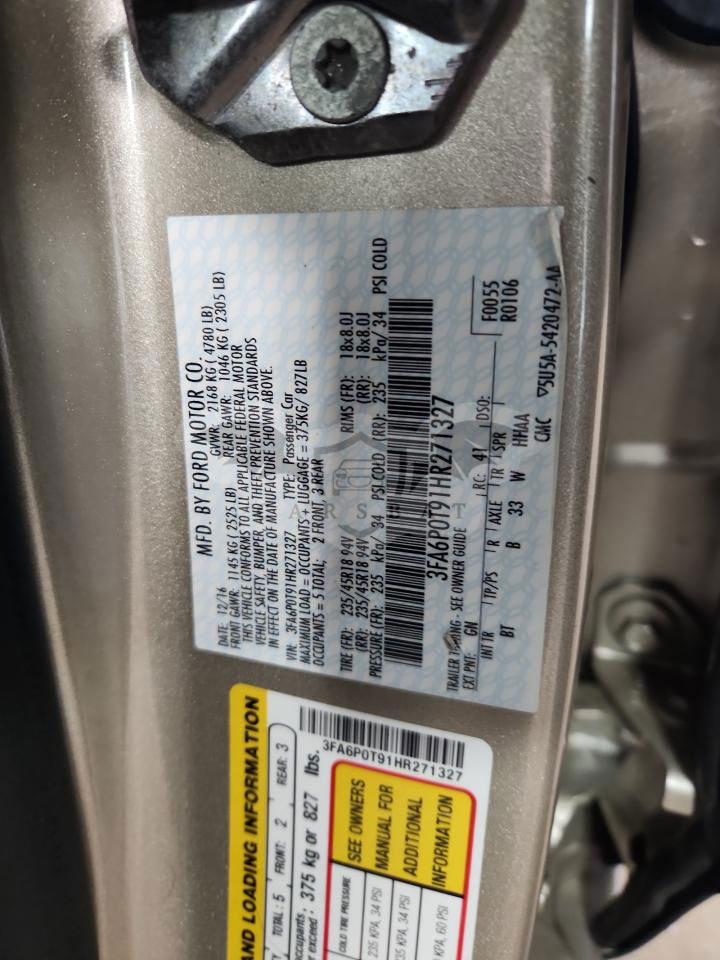 MFD. BY FORD MOTOR CO.
DATE: 12/16 GVWR: 2168 KG ( 4780 LB)
FRONT GAWR: 1145 KG (2525 LB) REAR GAWR: 1046 KG ( 2305 LB)
THIS VEHICLE CONFORMS TO ALL APPLICABLE FEDERAL MOTOR
VEHICLE SAFETY, BUMPER, AND THEFT PREVENTION STANDARDS
IN EFFECT ON THE DATE OF MANUFACTURE SHOWN ABOVE.
VIN: 3FA6P0T91HR271327 TYPE: Passenger Car
MAXIMUM LOAD = OCCUPANTS + LUGGAGE = 375KG/ 827LB
OCCUPANTS = 5 TOTAL; 2 FRONT, 3 REAR
TIRE (FR): 235/45R18 94V RIMS (FR): 18x8.0J
(RR): 235/45R18 94V (RR): 18x8.0J
PRESSURE (FR): 235 kPa/ 34 PSI COLD (RR): 235 kPa/ 34 PSI COLD
3FA6P0T91HR271327
TRAILER TOWING - SEE OWNER GUIDE F0055
EXT PNT: GN RC: 41 DSO: R0106
INT TR TP/PS R AXLE TR SPR
BT B 33 W HHAA
CMC ▽5U5A-5420472-AA
AND LOADING INFORMATION
TOTAL: 5 FRONT: 2 REAR: 3
occupants:
exceed: 375 kg or 827 lbs.
3FA6P0T91HR271327
COLD TIRE PRESSURE
SEE OWNERS
MANUAL FOR
ADDITIONAL
INFORMATION
235 KPA, 34 PSI
235 KPA, 34 PSI
KPA, 60 PSI